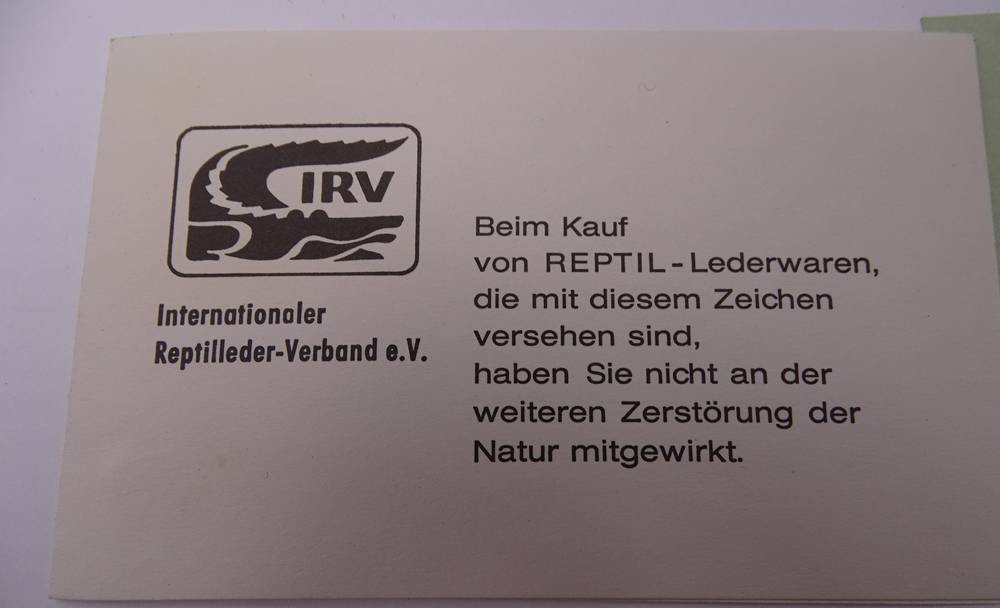 IRV
Internationaler
Reptilleder-Verband e.V.
Beim Kauf
von REPTIL-Lederwaren,
die mit diesem Zeichen
versehen sind,
haben Sie nicht an der
weiteren Zerstörung der
Natur mitgewirkt.